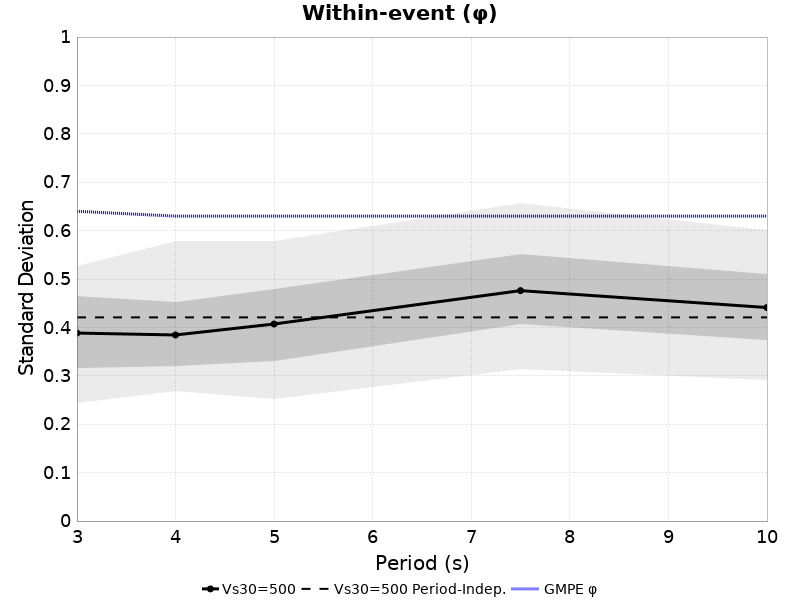 Within-event (φ)
Standard Deviation
1
0.9
0.8
0.7
0.6
0.5
0.4
0.3
0.2
0.1
0
3 4 5 6 7 8 9 10
Period (s)
Vs30=500 Vs30=500 Period-Indep. GMPE φ